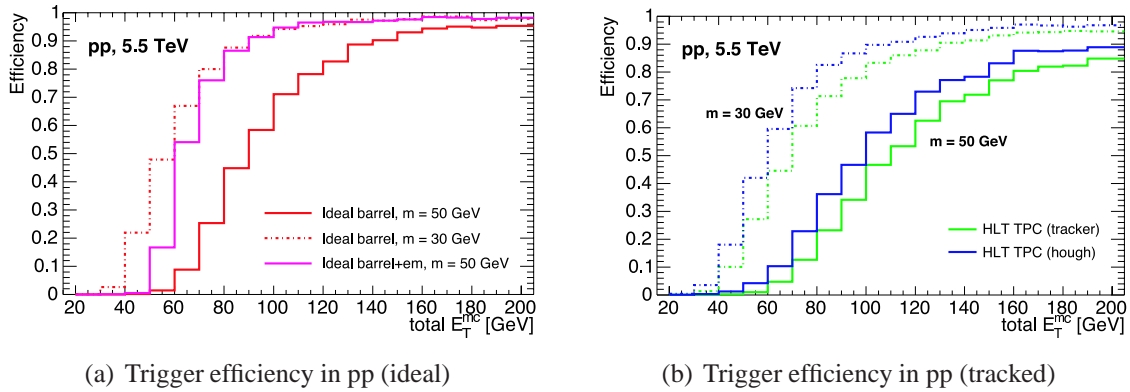 Efficiency
1
0.9
0.8
0.7
0.6
0.5
0.4
0.3
0.2
0.1
0
pp, 5.5 TeV
Ideal barrel, m = 50 GeV
Ideal barrel, m = 30 GeV
Ideal barrel+em, m = 50 GeV
20 40 60 80 100 120 140 160 180 200
total E_T^mc [GeV]
(a) Trigger efficiency in pp (ideal)
Efficiency
1
0.9
0.8
0.7
0.6
0.5
0.4
0.3
0.2
0.1
0
pp, 5.5 TeV
m = 30 GeV
m = 50 GeV
HLT TPC (tracker)
HLT TPC (hough)
20 40 60 80 100 120 140 160 180 200
total E_T^mc [GeV]
(b) Trigger efficiency in pp (tracked)